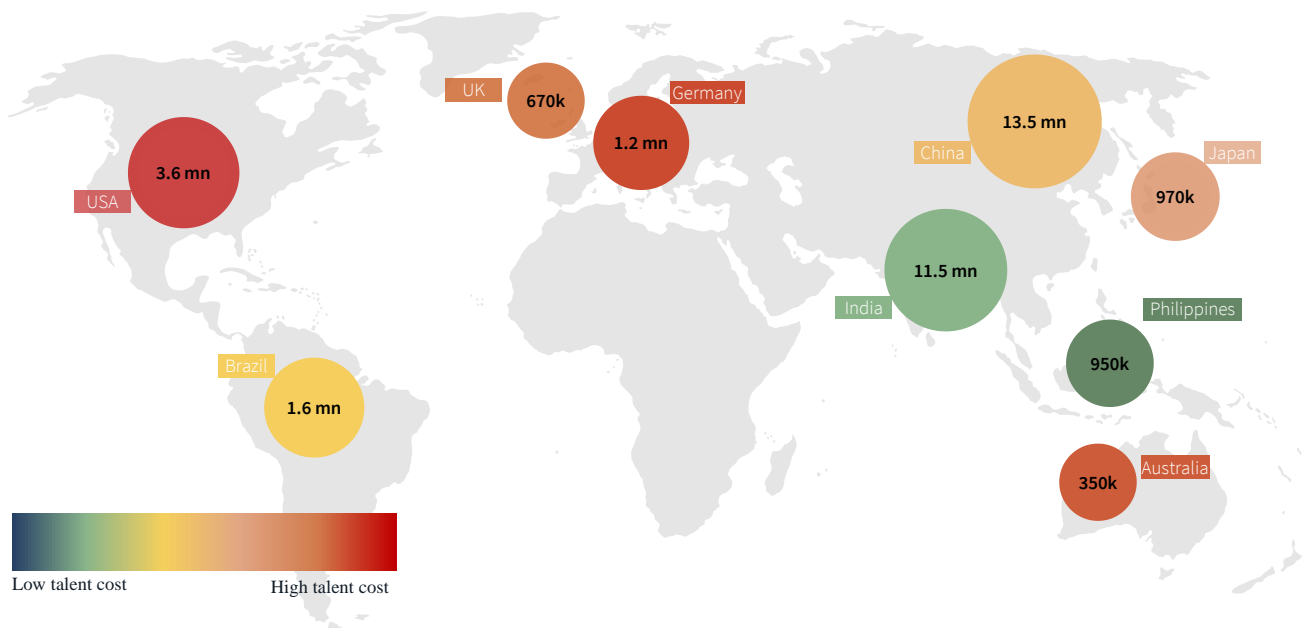 UK
670k
Germany
1.2 mn
13.5 mn
China
Japan
970k
3.6 mn
USA
11.5 mn
India
Philippines
950k
Brazil
1.6 mn
350k
Australia
Low talent cost
High talent cost